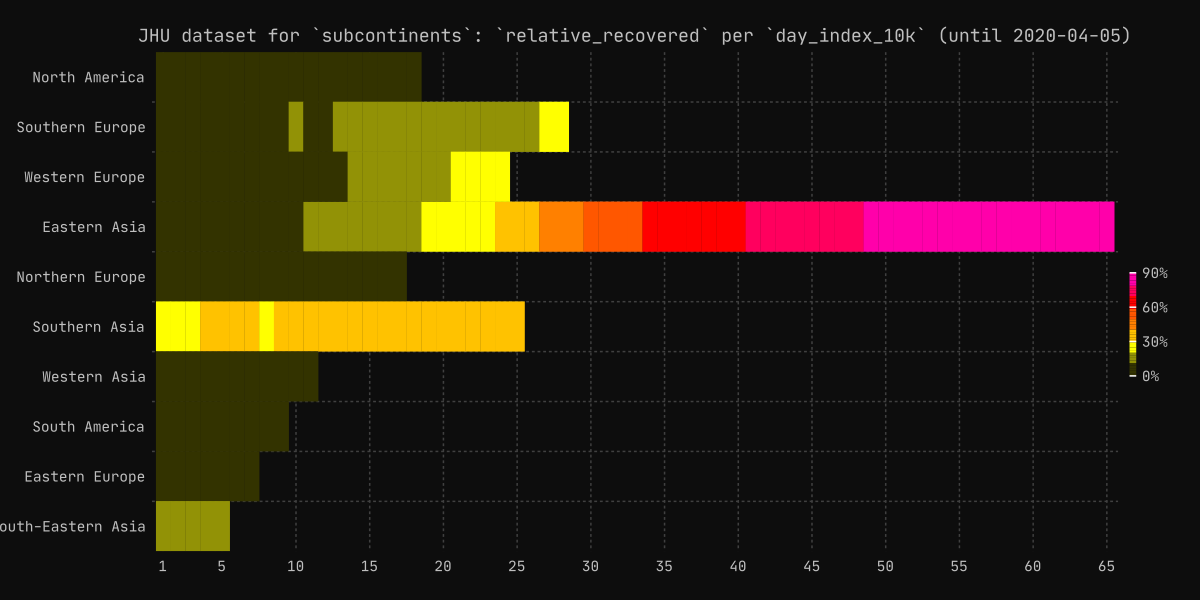 JHU dataset for `subcontinents`: `relative_recovered` per `day_index_10k` (until 2020-04-05)
North America
Southern Europe
Western Europe
Eastern Asia
Northern Europe
Southern Asia
Western Asia
South America
Eastern Europe
outh-Eastern Asia
90%
60%
30%
0%
1 5 10 15 20 25 30 35 40 45 50 55 60 65